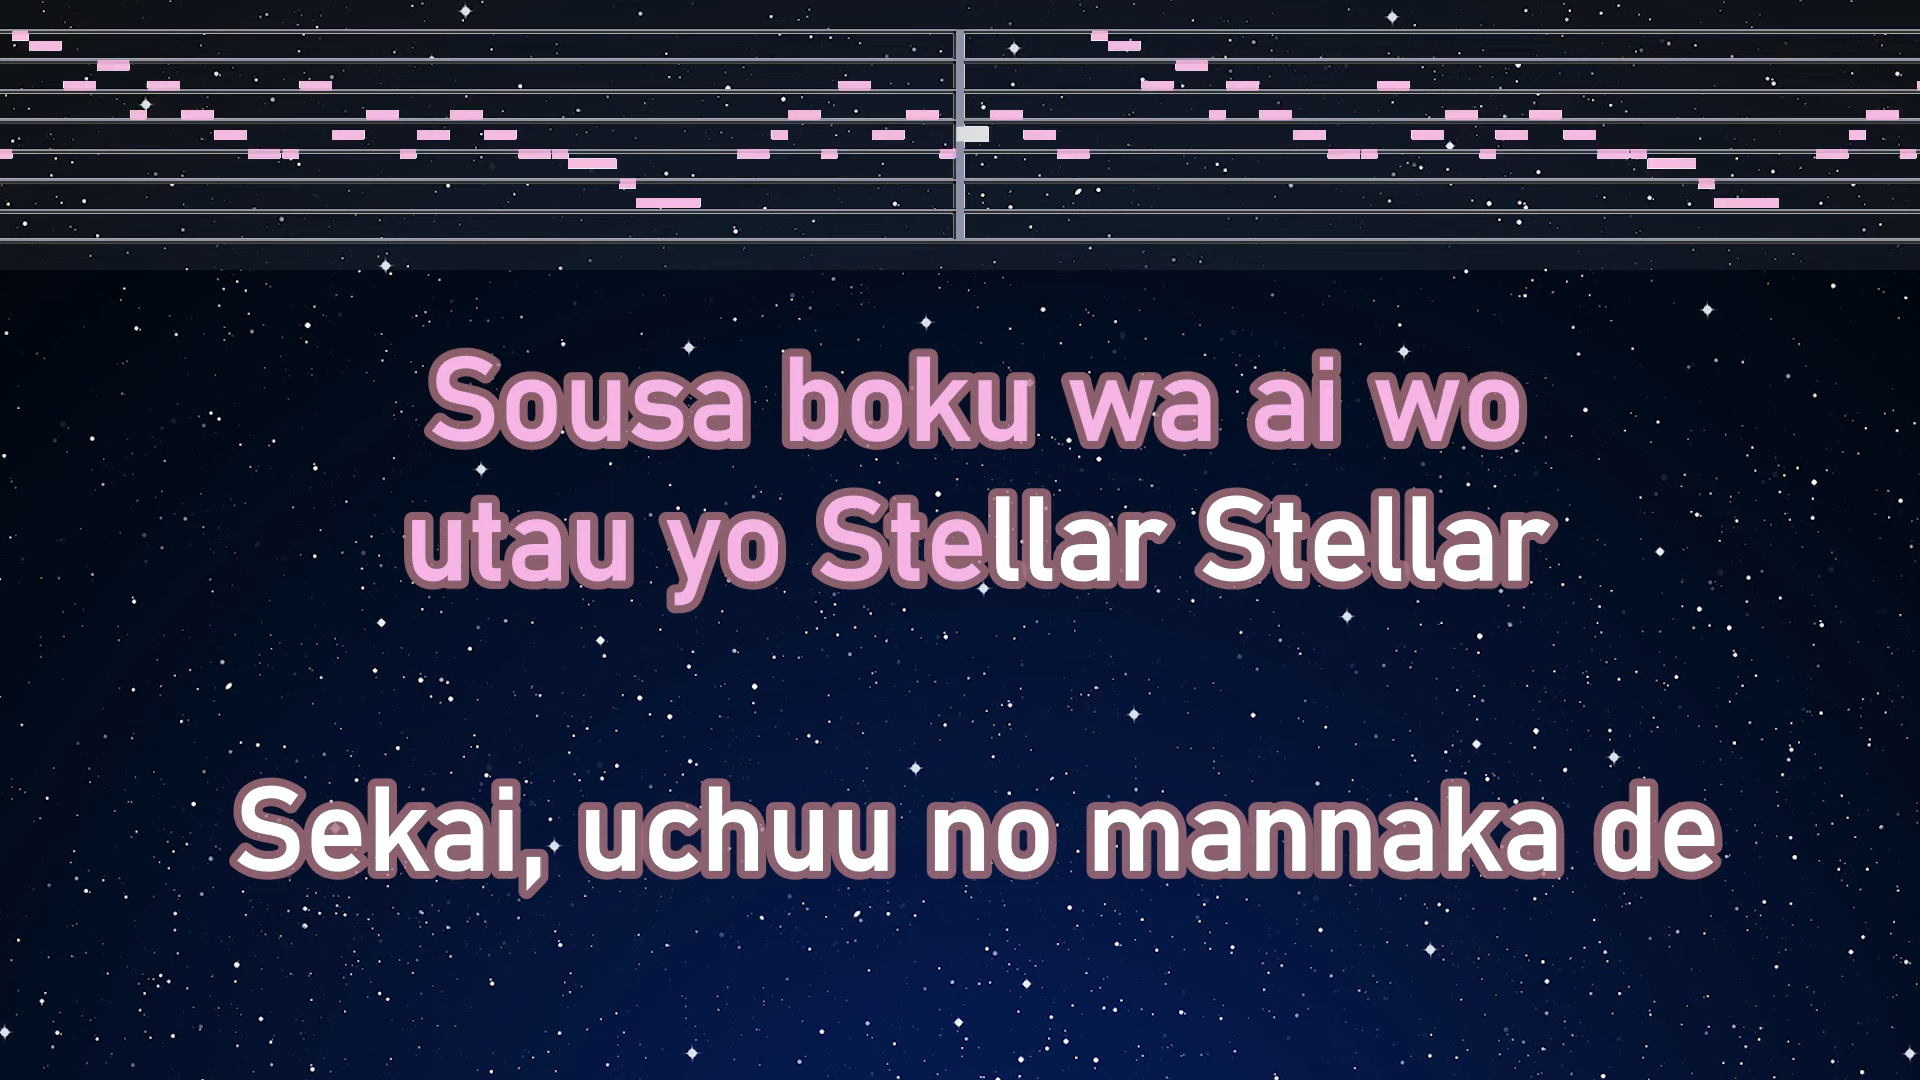 Sousa boku wa ai wo
utau yo Stellar Stellar
Sekai, uchuu no mannaka de